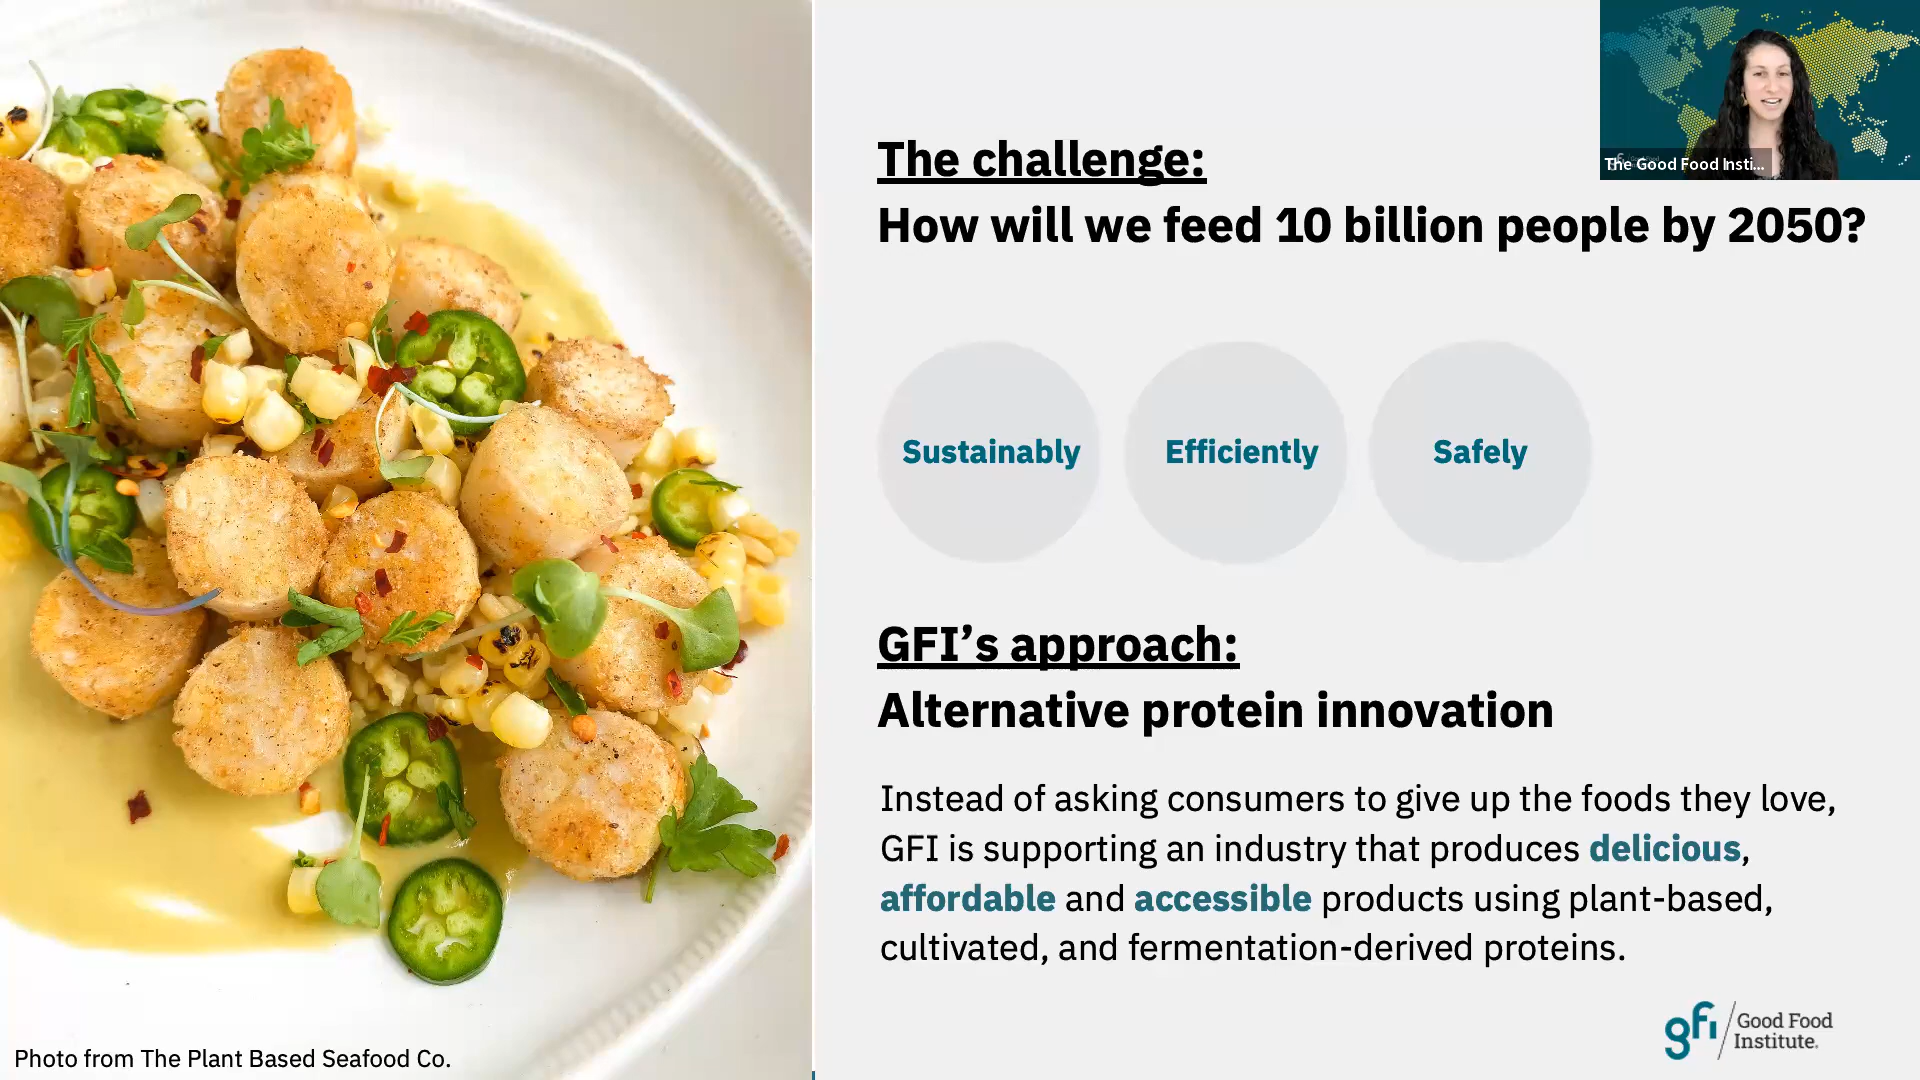 The Good Food Insti...
The challenge:
How will we feed 10 billion people by 2050?
Sustainably
Efficiently
Safely
GFI’s approach:
Alternative protein innovation
Instead of asking consumers to give up the foods they love,
GFI is supporting an industry that produces delicious,
affordable and accessible products using plant-based,
cultivated, and fermentation-derived proteins.
gfi
Good Food
Institute.
Photo from The Plant Based Seafood Co.